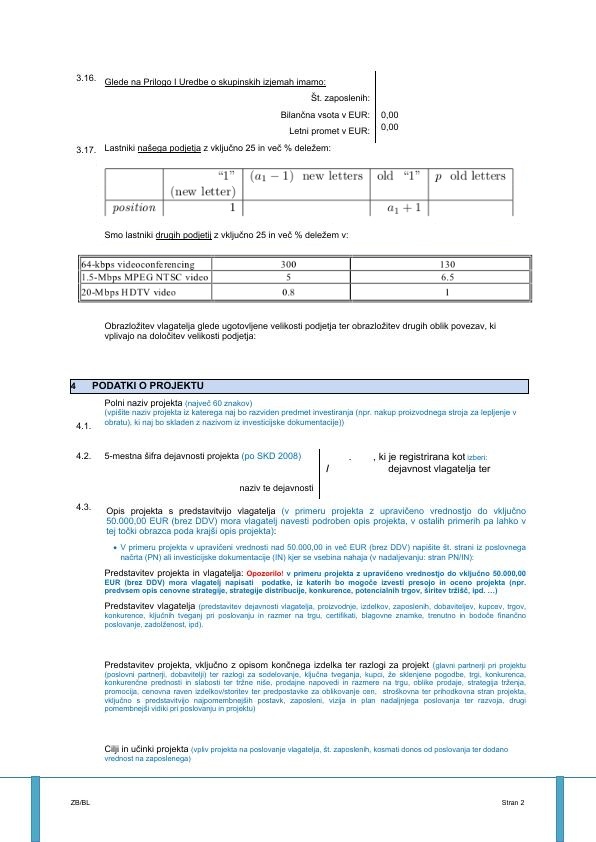 3.16. Glede na Prilogo I Uredbe o skupinskih izjemah imamo:
Št. zaposlenih:
Bilančna vsota v EUR: 0,00
Letni promet v EUR: 0,00
3.17. Lastniki našega podjetja z vključno 25 in več % deležem:
"1" (a₁ − 1) new letters old "1" p old letters
(new letter)
position 1 a₁ + 1
Smo lastniki drugih podjetij z vključno 25 in več % deležem v:
64-kbps videoconferencing 300 130
1.5-Mbps MPEG NTSC video 5 6.5
20-Mbps HDTV video 0.8 1
Obrazložitev vlagatelja glede ugotovljene velikosti podjetja ter obrazložitev drugih oblik povezav, ki
vplivajo na določitev velikosti podjetja:
4 PODATKI O PROJEKTU
Polni naziv projekta (največ 60 znakov)
(vpišite naziv projekta iz katerega naj bo razviden predmet investiranja (npr. nakup proizvodnega stroja za lepljenje v
4.1. obratu), ki naj bo skladen z nazivom iz investicijske dokumentacije))
4.2. 5-mestna šifra dejavnosti projekta (po SKD 2008) . , ki je registrirana kot izberi:
/ dejavnost vlagatelja ter
naziv te dejavnosti
4.3. Opis projekta s predstavitvijo vlagatelja (v primeru projekta z upravičeno vrednostjo do vključno
50.000,00 EUR (brez DDV) mora vlagatelj navesti podroben opis projekta, v ostalih primerih pa lahko v
tej točki obrazca poda krajši opis projekta):
• V primeru projekta v upravičeni vrednosti nad 50.000,00 in več EUR (brez DDV) napišite št. strani iz poslovnega
načrta (PN) ali investicijske dokumentacije (IN) kjer se vsebina nahaja (v nadaljevanju: stran PN/IN):
Predstavitev projekta in vlagatelja: Opozorilo! v primeru projekta z upravičeno vrednostjo do vključno 50.000,00
EUR (brez DDV) mora vlagatelj napisati podatke, iz katerih bo mogoče izvesti presojo in oceno projekta (npr.
predvsem opis cenovne strategije, strategije distribucije, konkurence, potencialnih trgov, širitev tržišč, ipd. …)
Predstavitev vlagatelja (predstavitev dejavnosti vlagatelja, proizvodnje, izdelkov, zaposlenih, dobaviteljev, kupcev, trgov,
konkurence, ključnih tveganj pri poslovanju in razmer na trgu, certifikati, blagovne znamke, trenutno in bodoče finančno
poslovanje, zadolženost, ipd).
Predstavitev projekta, vključno z opisom končnega izdelka ter razlogi za projekt (glavni partnerji pri projektu
(poslovni partnerji, dobavitelji) ter razlogi za sodelovanje, ključna tveganja, kupci, že sklenjene pogodbe, trgi, konkurenca,
konkurenčne prednosti in slabosti ter tržne niše, prodajne napovedi in razmere na trgu, oblike prodaje, strategija trženja,
promocija, cenovna raven izdelkov/storitev ter predpostavke za oblikovanje cen, stroškovna ter prihodkovna stran projekta,
vključno s predstavitvijo najpomembnejših postavk, zaposleni, vizija in plan nadaljnjega poslovanja ter razvoja, drugi
pomembnejši vidiki pri poslovanju in projektu)
Cilji in učinki projekta (vpliv projekta na poslovanje vlagatelja, št. zaposlenih, kosmati donos od poslovanja ter dodano
vrednost na zaposlenega)
ZB/BL Stran 2